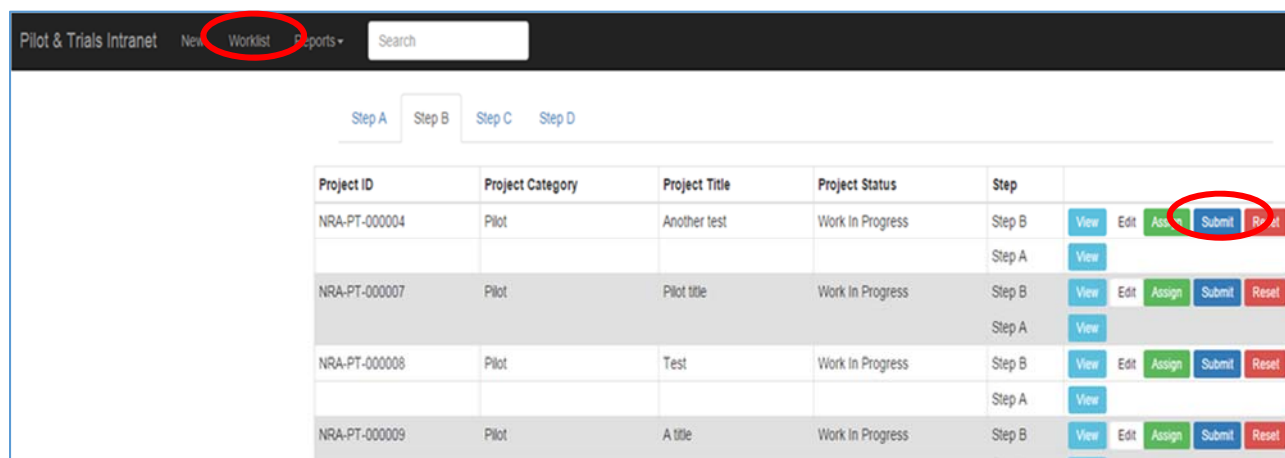 Pilot & Trials Intranet New Worklist Reports Search
Step A Step B Step C Step D
Project ID Project Category Project Title Project Status Step
NRA-PT-000004 Pilot Another test Work In Progress Step B View Edit Assign Submit Reset
Step A View
NRA-PT-000007 Pilot Pilot title Work In Progress Step B View Edit Assign Submit Reset
Step A View
NRA-PT-000008 Pilot Test Work In Progress Step B View Edit Assign Submit Reset
Step A View
NRA-PT-000009 Pilot A title Work In Progress Step B View Edit Assign Submit Reset